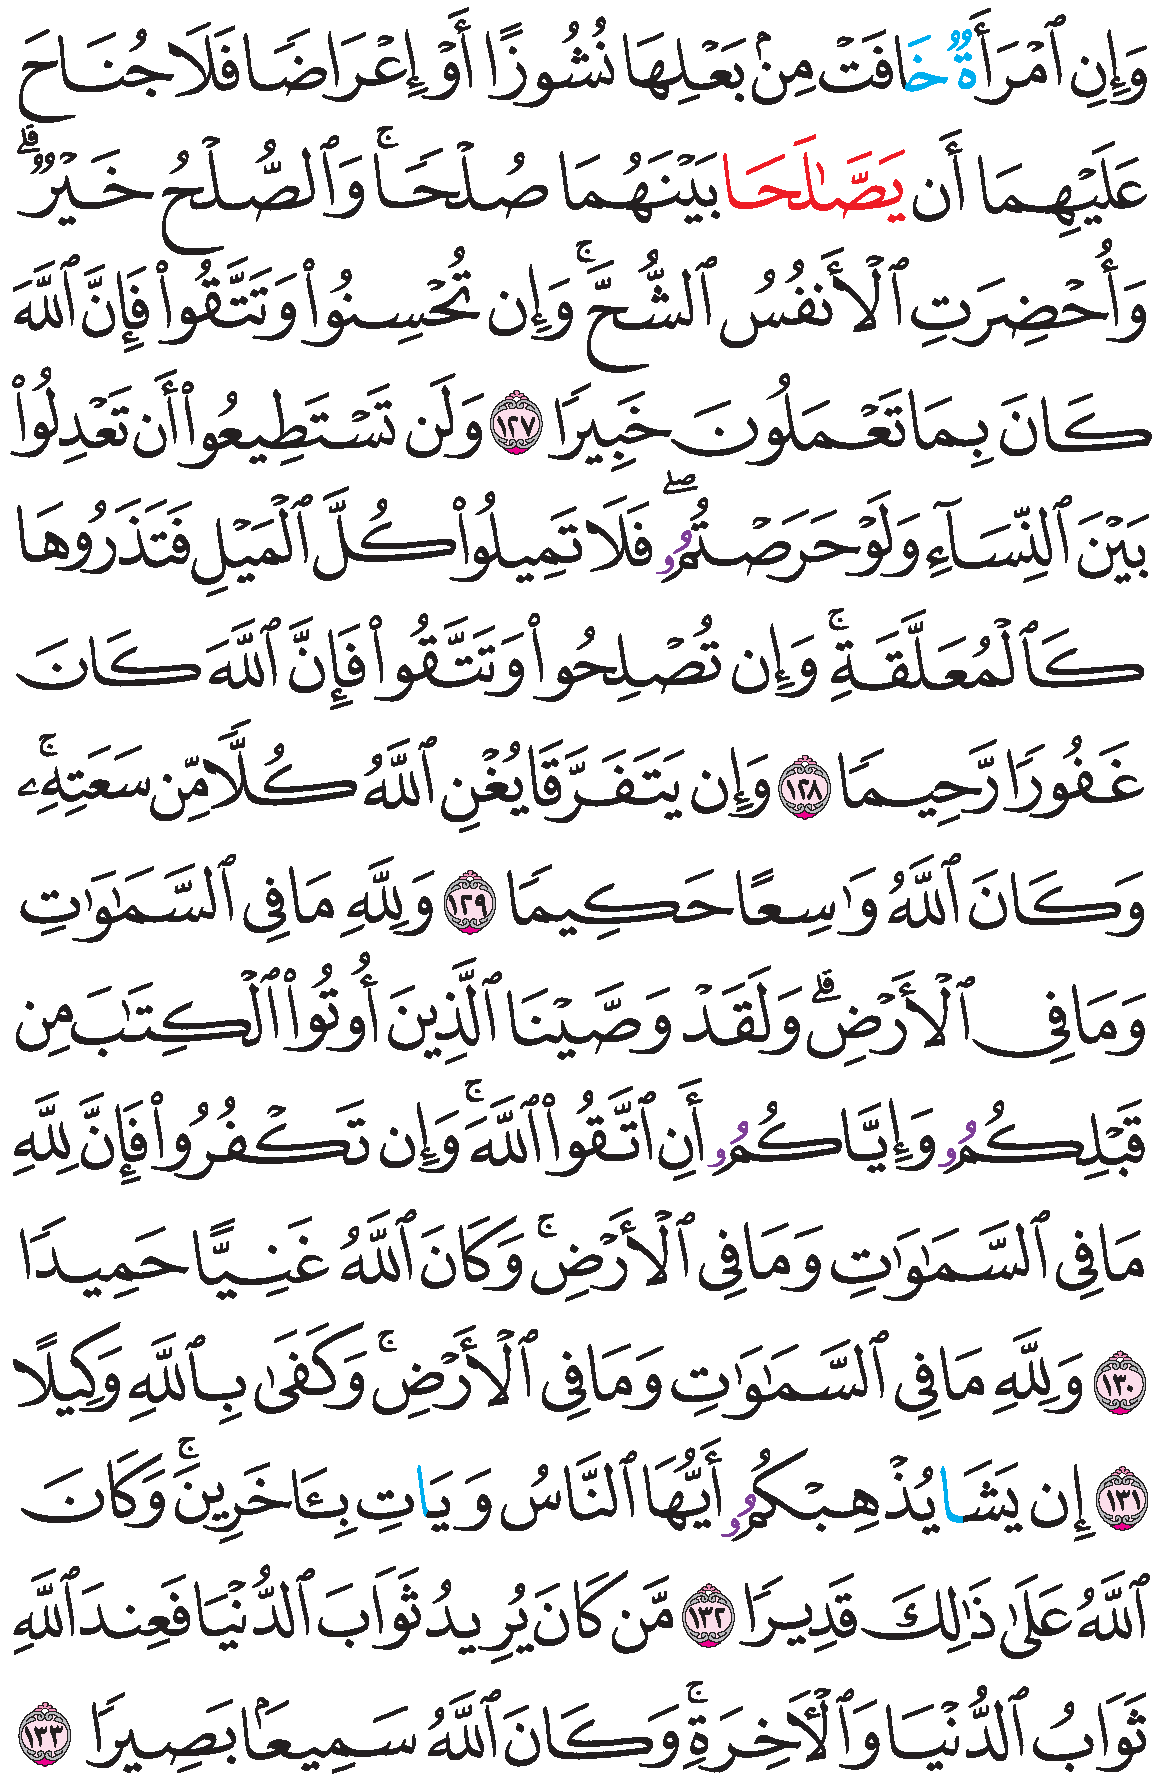 وَإِنِ ٱمْرَأَةٌ خَافَتْ مِنۢ بَعْلِهَا نُشُوزًا أَوْ إِعْرَاضًا فَلَا جُنَاحَ
عَلَيْهِمَا أَن يَصَّٰلَحَا بَيْنَهُمَا صُلْحًاۚ وَٱلصُّلْحُ خَيْرٌۗ
وَأُحْضِرَتِ ٱلْأَنفُسُ ٱلشُّحَّۚ وَإِن تُحْسِنُوا۟ وَتَتَّقُوا۟ فَإِنَّ ٱللَّهَ
كَانَ بِمَا تَعْمَلُونَ خَبِيرًا ١٢٧ وَلَن تَسْتَطِيعُوٓا۟ أَن تَعْدِلُوا۟
بَيْنَ ٱلنِّسَآءِ وَلَوْ حَرَصْتُمُۥۖ فَلَا تَمِيلُوا۟ كُلَّ ٱلْمَيْلِ فَتَذَرُوهَا
كَٱلْمُعَلَّقَةِۚ وَإِن تُصْلِحُوا۟ وَتَتَّقُوا۟ فَإِنَّ ٱللَّهَ كَانَ
غَفُورًا رَّحِيمًا ١٢٨ وَإِن يَتَفَرَّقَا يُغْنِ ٱللَّهُ كُلًّا مِّن سَعَتِهِۦۚ
وَكَانَ ٱللَّهُ وَٰسِعًا حَكِيمًا ١٢٩ وَلِلَّهِ مَا فِى ٱلسَّمَٰوَٰتِ
وَمَا فِى ٱلْأَرْضِۗ وَلَقَدْ وَصَّيْنَا ٱلَّذِينَ أُوتُوا۟ ٱلْكِتَٰبَ مِن
قَبْلِكُمُۥ وَإِيَّاكُمُۥ أَنِ ٱتَّقُوا۟ ٱللَّهَۚ وَإِن تَكْفُرُوا۟ فَإِنَّ لِلَّهِ
مَا فِى ٱلسَّمَٰوَٰتِ وَمَا فِى ٱلْأَرْضِۚ وَكَانَ ٱللَّهُ غَنِيًّا حَمِيدًا
١٣٠ وَلِلَّهِ مَا فِى ٱلسَّمَٰوَٰتِ وَمَا فِى ٱلْأَرْضِۚ وَكَفَىٰ بِٱللَّهِ وَكِيلًا
١٣١ إِن يَشَا يُذْهِبْكُمُۥ أَيُّهَا ٱلنَّاسُ وَيَاتِ بِـَٔاخَرِينَۚ وَكَانَ
ٱللَّهُ عَلَىٰ ذَٰلِكَ قَدِيرًا ١٣٢ مَّن كَانَ يُرِيدُ ثَوَابَ ٱلدُّنْيَا فَعِندَ ٱللَّهِ
ثَوَابُ ٱلدُّنْيَا وَٱلْأَخِرَةِۚ وَكَانَ ٱللَّهُ سَمِيعًۢا بَصِيرًا ١٣٣